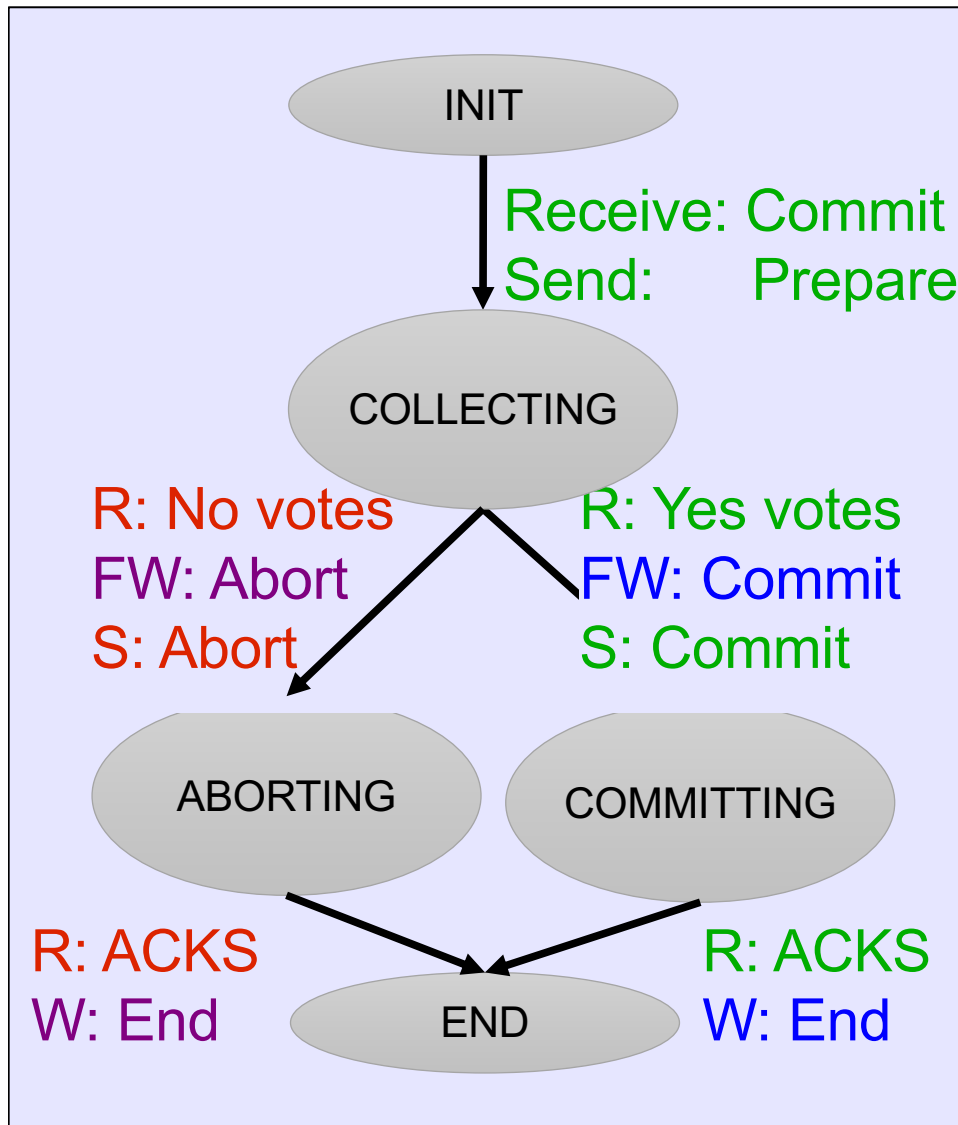 INIT
Receive: Commit
Send: Prepare
COLLECTING
R: No votes
FW: Abort
S: Abort
R: Yes votes
FW: Commit
S: Commit
ABORTING
COMMITTING
R: ACKS
W: End
R: ACKS
W: End
END